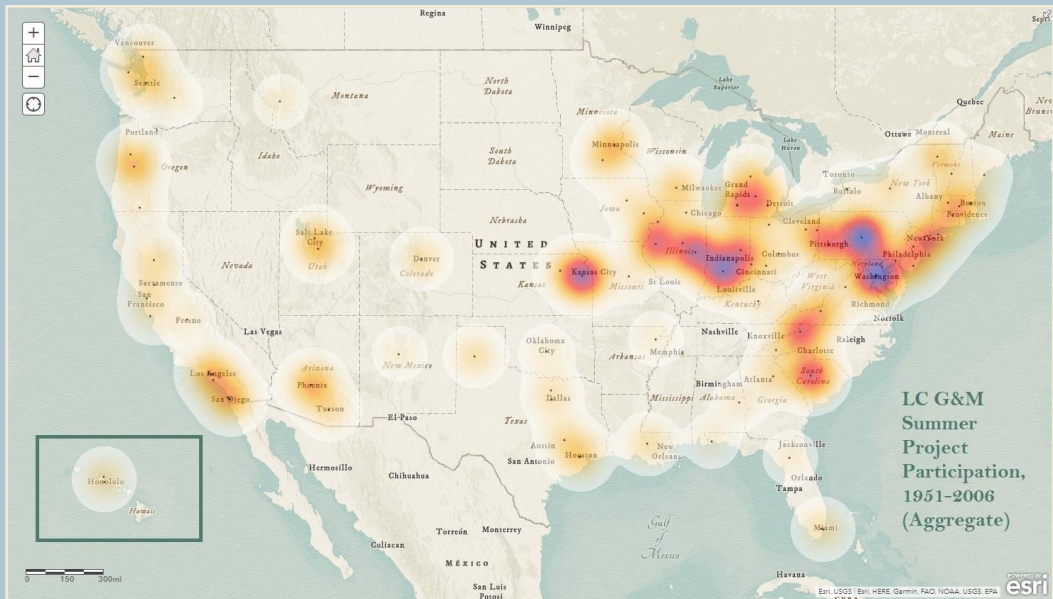 Regina
Winnipeg
Vancouver
Seattle
Montana
North
Dakota
Minnesota
Lake
Superior
Quebec
Ottawa
Montreal
Maine
Portland
Oregon
Idaho
South
Dakota
Minneapolis
Wisconsin
Lake
Huron
Toronto
Vermont
Wyoming
Milwaukee
Grand
Rapids
Detroit
Buffalo
New York
Albany
Boston
Providence
Iowa
Chicago
Cleveland
Salt Lake
City
Utah
Nevada
Nebraska
UNITED
STATES
Denver
Colorado
Illinois
Indianapolis
Columbus
Cincinnati
Pittsburgh
New York
Philadelphia
Maryland
Washington
Sacramento
San
Francisco
Fresno
Kansas
Kansas City
Missouri
St Louis
Louisville
Kentucky
West
Virginia
Richmond
Norfolk
Las Vegas
Nashville
Knoxville
Raleigh
Charlotte
Oklahoma
City
Arkansas
Memphis
New Mexico
Arizona
Phoenix
Tucson
Los Angeles
San Diego
South
Carolina
Birmingham
Atlanta
Mississippi
Alabama
Georgia
Dallas
El Paso
Texas
Austin
San Antonio
Houston
New
Orleans
Jacksonville
Orlando
Tampa
Miami
Hermosillo
Chihuahua
Gulf
of
Mexico
Torreón
Monterrey
Culiacan
MÉXICO
San Luis
Potosi
Havana
Honolulu
Hawaii
LC G&M
Summer
Project
Participation,
1951-2006
(Aggregate)
0 150 300mi
Esri, USGS | Esri, HERE, Garmin, FAO, NOAA, USGS, EPA
POWERED BY
esri